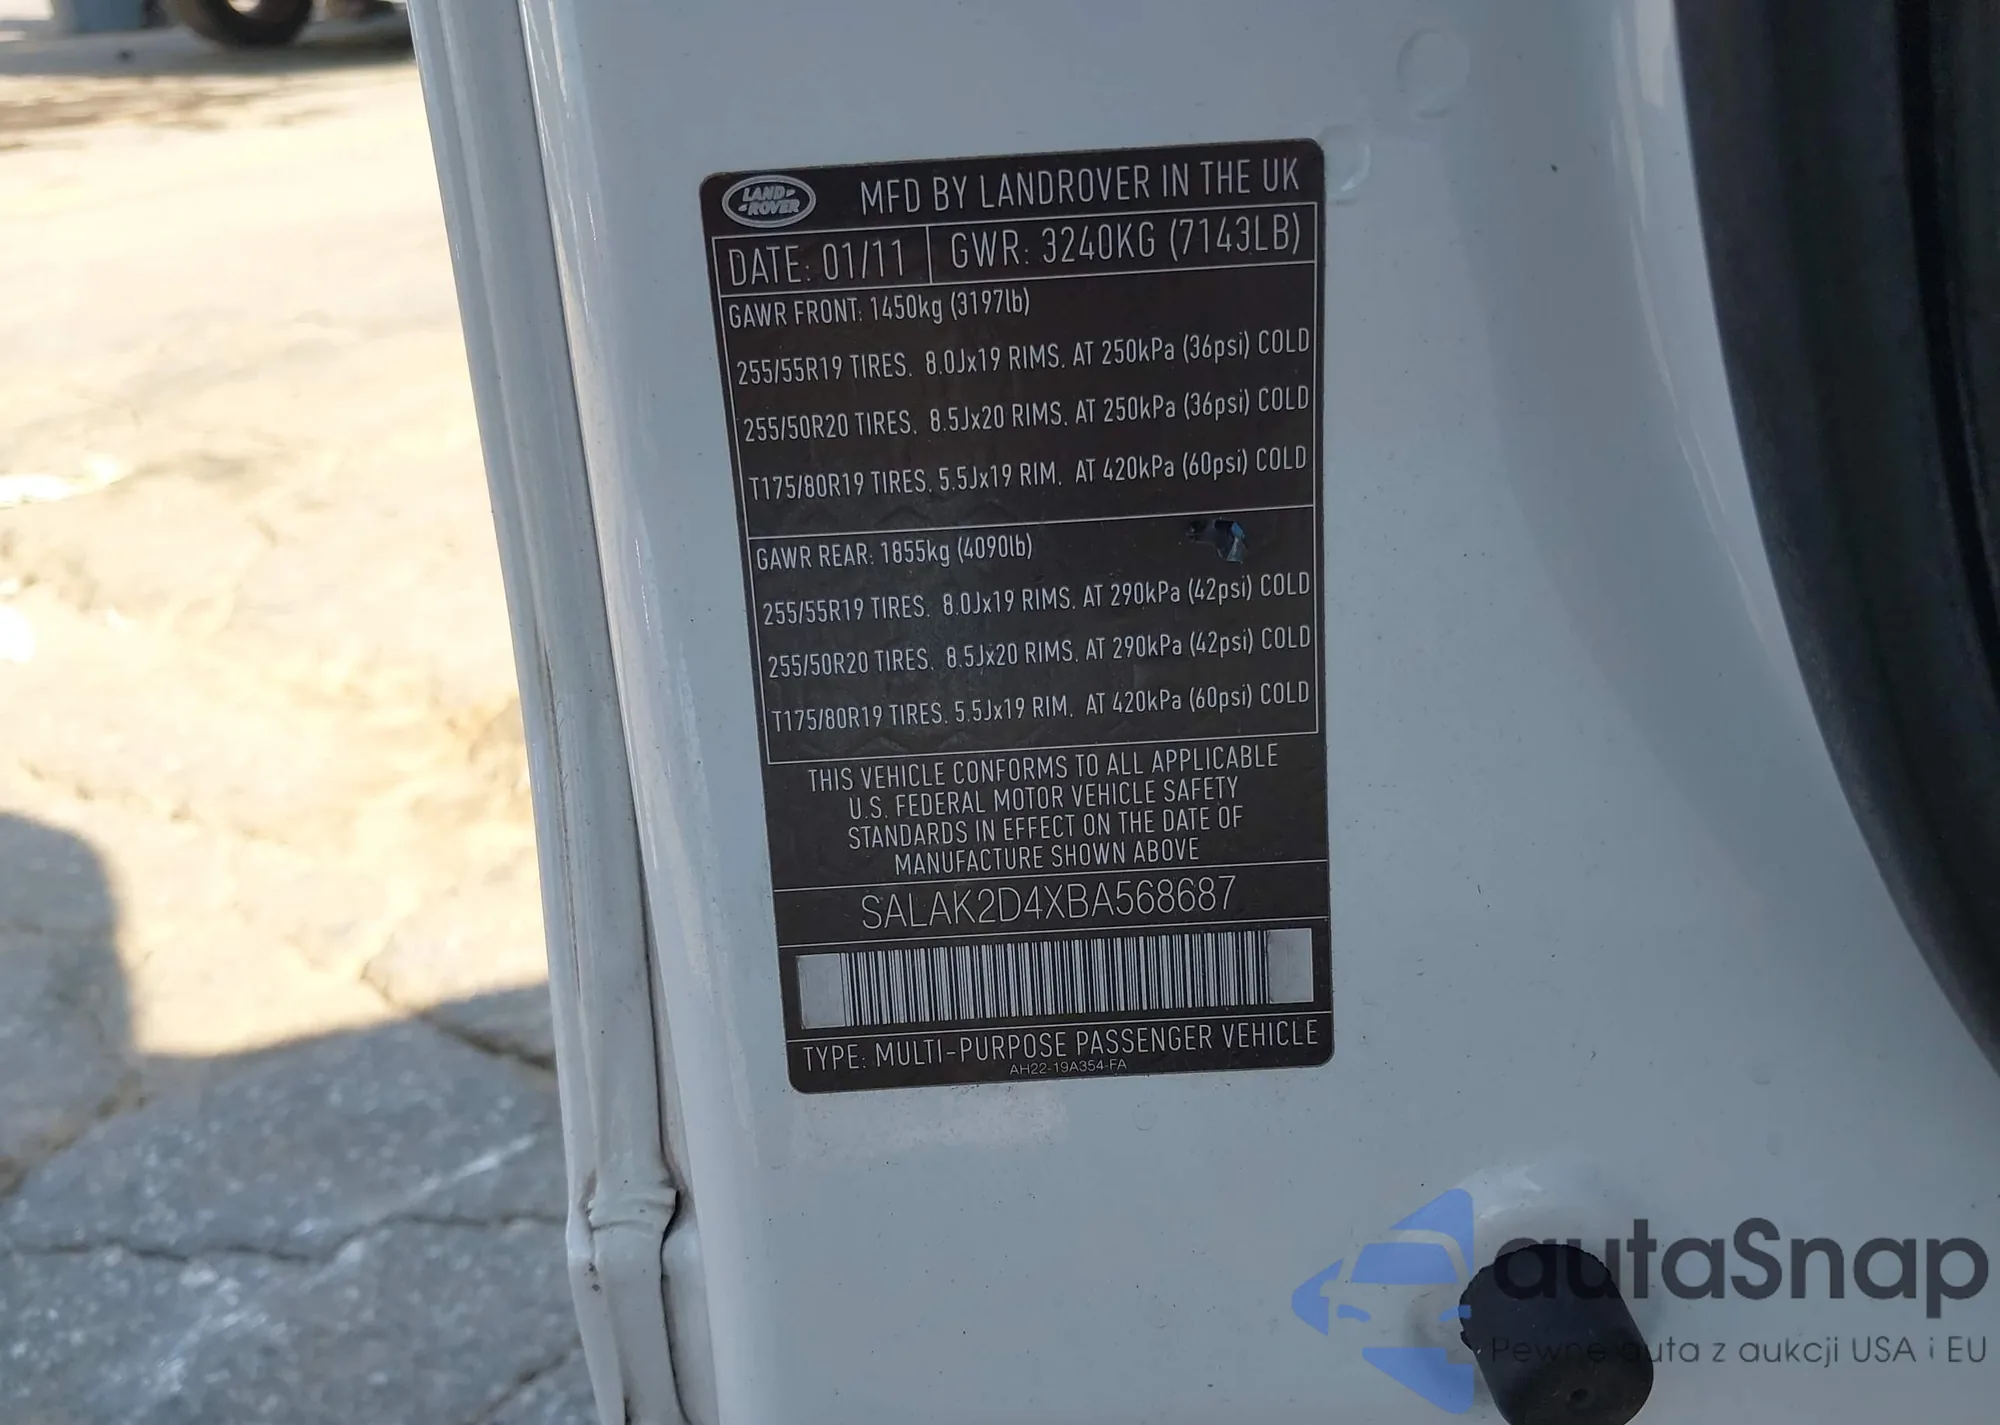 LAND-
-ROVER
MFD BY LANDROVER IN THE UK
DATE: 01/11 GWR: 3240KG (7143LB)
GAWR FRONT: 1450kg (3197lb)
255/55R19 TIRES. 8.0Jx19 RIMS. AT 250kPa (36psi) COLD
255/50R20 TIRES. 8.5Jx20 RIMS. AT 250kPa (36psi) COLD
T175/80R19 TIRES. 5.5Jx19 RIM. AT 420kPa (60psi) COLD
GAWR REAR: 1855kg (4090lb)
255/55R19 TIRES. 8.0Jx19 RIMS. AT 290kPa (42psi) COLD
255/50R20 TIRES. 8.5Jx20 RIMS. AT 290kPa (42psi) COLD
T175/80R19 TIRES. 5.5Jx19 RIM. AT 420kPa (60psi) COLD
THIS VEHICLE CONFORMS TO ALL APPLICABLE
U.S. FEDERAL MOTOR VEHICLE SAFETY
STANDARDS IN EFFECT ON THE DATE OF
MANUFACTURE SHOWN ABOVE
SALAK2D4XBA568687
TYPE: MULTI-PURPOSE PASSENGER VEHICLE
AH22-19A354-FA
autaSnap
Pewne auta z aukcji USA i EU